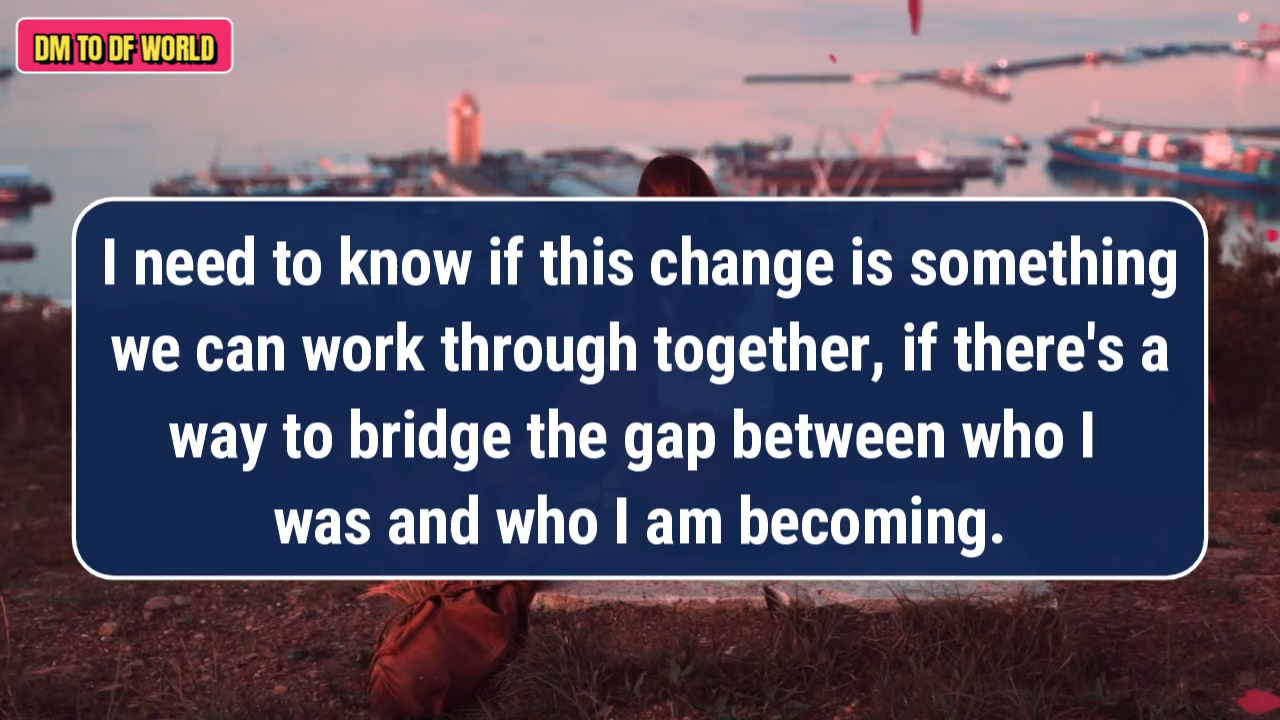 DM TO DF WORLD
I need to know if this change is something
we can work through together, if there's a
way to bridge the gap between who I
was and who I am becoming.